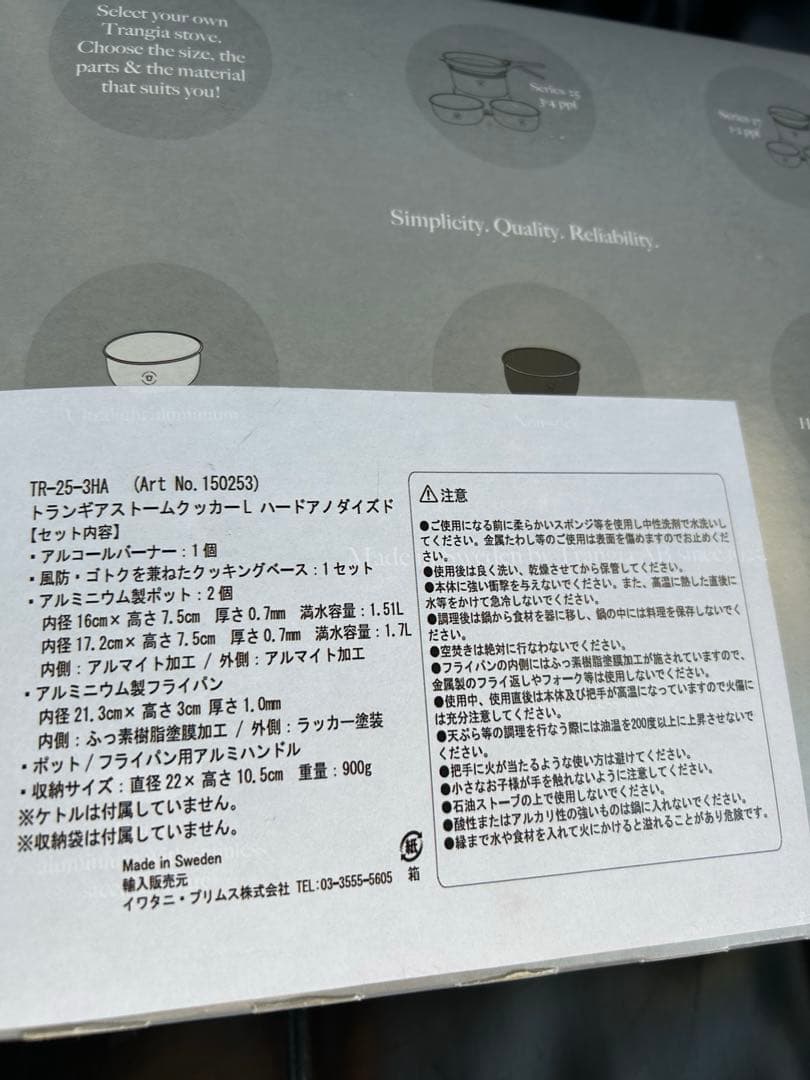 Select your own
Trangia stove.
Choose the size, the
parts & the material
that suits you!
Series 25
3-4 ppl
Series 27
1-2 ppl
Simplicity. Quality. Reliability.
TR-25-3HA (Art No. 150253)
トランギアストームクッカーL ハードアノダイズド
【セット内容】
・アルコールバーナー：1個
・風防・ゴトクを兼ねたクッキングベース：1セット
・アルミニウム製ポット：2個
内径16cm×高さ7.5cm 厚さ0.7mm 満水容量：1.51L
内径17.2cm×高さ7.5cm 厚さ0.7mm 満水容量：1.7L
内側：アルマイト加工 / 外側：アルマイト加工
・アルミニウム製フライパン
内径21.3cm×高さ3cm 厚さ1.0mm
内側：ふっ素樹脂塗膜加工 / 外側：ラッカー塗装
・ポット/フライパン用アルミハンドル
・収納サイズ：直径22×高さ10.5cm 重量：900g
※ケトルは付属していません。
※収納袋は付属していません。
Made in Sweden
輸入販売元
イワタニ・プリムス株式会社 TEL:03-3555-5605
紙
箱
⚠注意
●ご使用になる前に柔らかいスポンジ等を使用し中性洗剤で水洗いし
てください。金属たわし等のご使用は表面を傷めますのでお止めくだ
さい。
●使用後は良く洗い、乾燥させてから保管してください。
●本体に強い衝撃を与えないでください。また、高温に熱した直後に
水等をかけて急冷しないでください。
●調理後は鍋から食材を器に移し、鍋の中には料理を保存しないでく
ださい。
●空焚きは絶対に行なわないでください。
●フライパンの内側にはふっ素樹脂塗膜加工が施されていますので、
金属製のフライ返しやフォーク等は使用しないでください。
●使用中、使用直後は本体及び把手が高温になっていますので火傷に
は充分注意してください。
●天ぷら等の調理を行なう際には油温を200度以上に上昇させないで
ください。
●把手に火が当たるような使い方は避けてください。
●小さなお子様が手を触れないように注意してください。
●石油ストーブの上で使用しないでください。
●酸性またはアルカリ性の強いものは鍋に入れないでください。
●縁まで水や食材を入れて火にかけると溢れることがあり危険です。